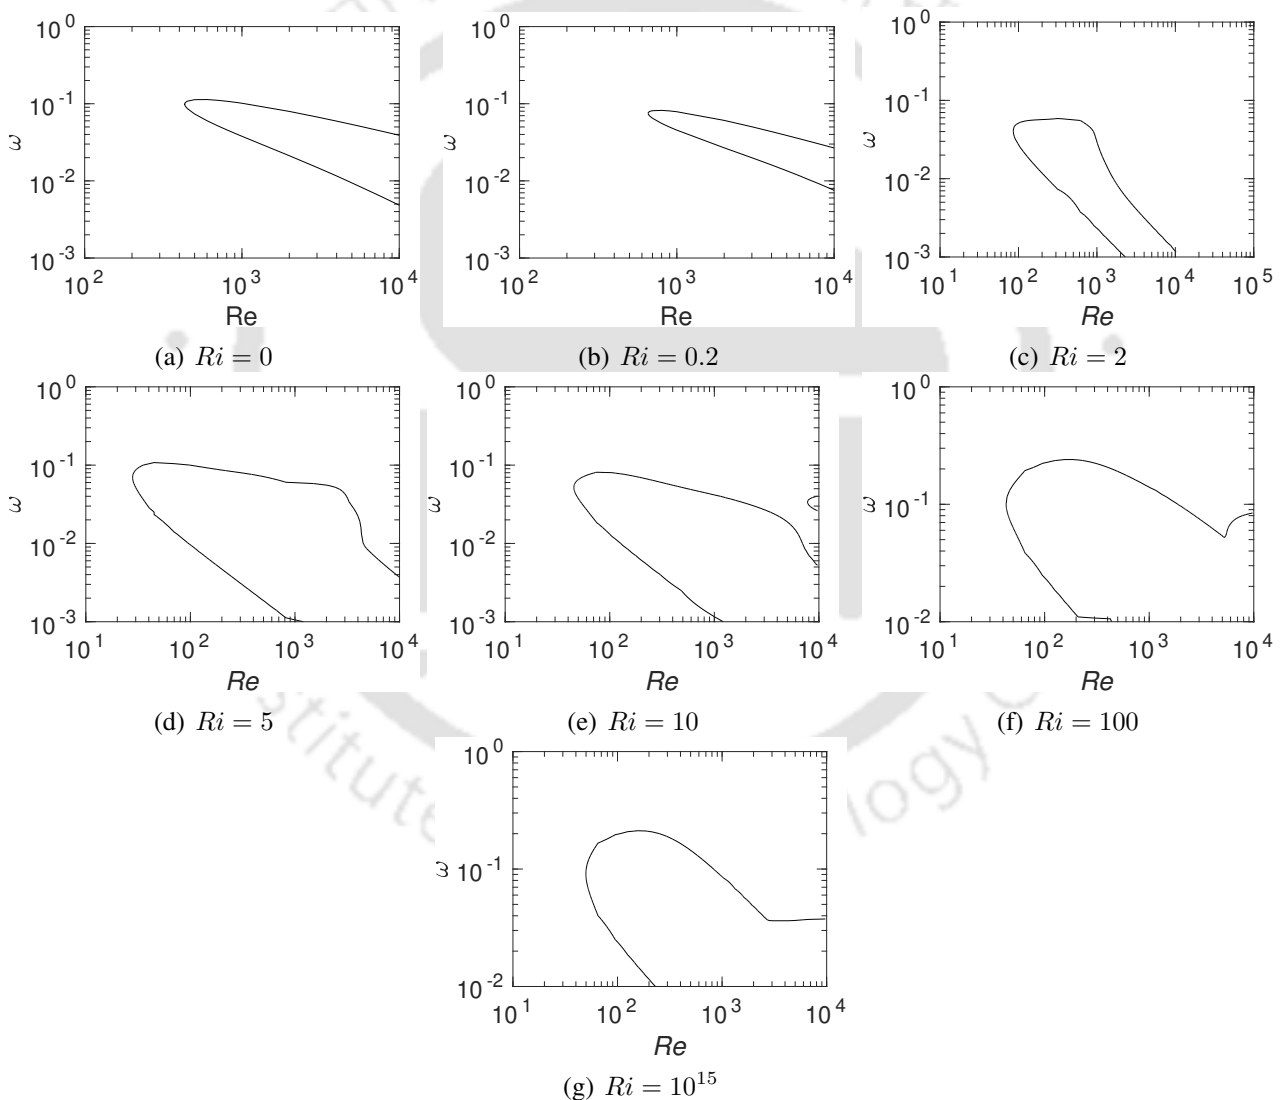 10^0 10^0 10^0
10^-1 10^-1 10^-1
ω ω ω
10^-2 10^-2 10^-2
10^-3 10^-3 10^-3
10^2 10^3 10^4 10^2 10^3 10^4 10^1 10^2 10^3 10^4 10^5
Re Re Re
(a) Ri = 0 (b) Ri = 0.2 (c) Ri = 2
10^0 10^0 10^0
10^-1 10^-1
ω ω ω 10^-1
10^-2 10^-2
10^-3 10^-3 10^-2
10^1 10^2 10^3 10^4 10^1 10^2 10^3 10^4 10^1 10^2 10^3 10^4
Re Re Re
(d) Ri = 5 (e) Ri = 10 (f) Ri = 100
10^0
ω 10^-1
10^-2
10^1 10^2 10^3 10^4
Re
(g) Ri = 10^15